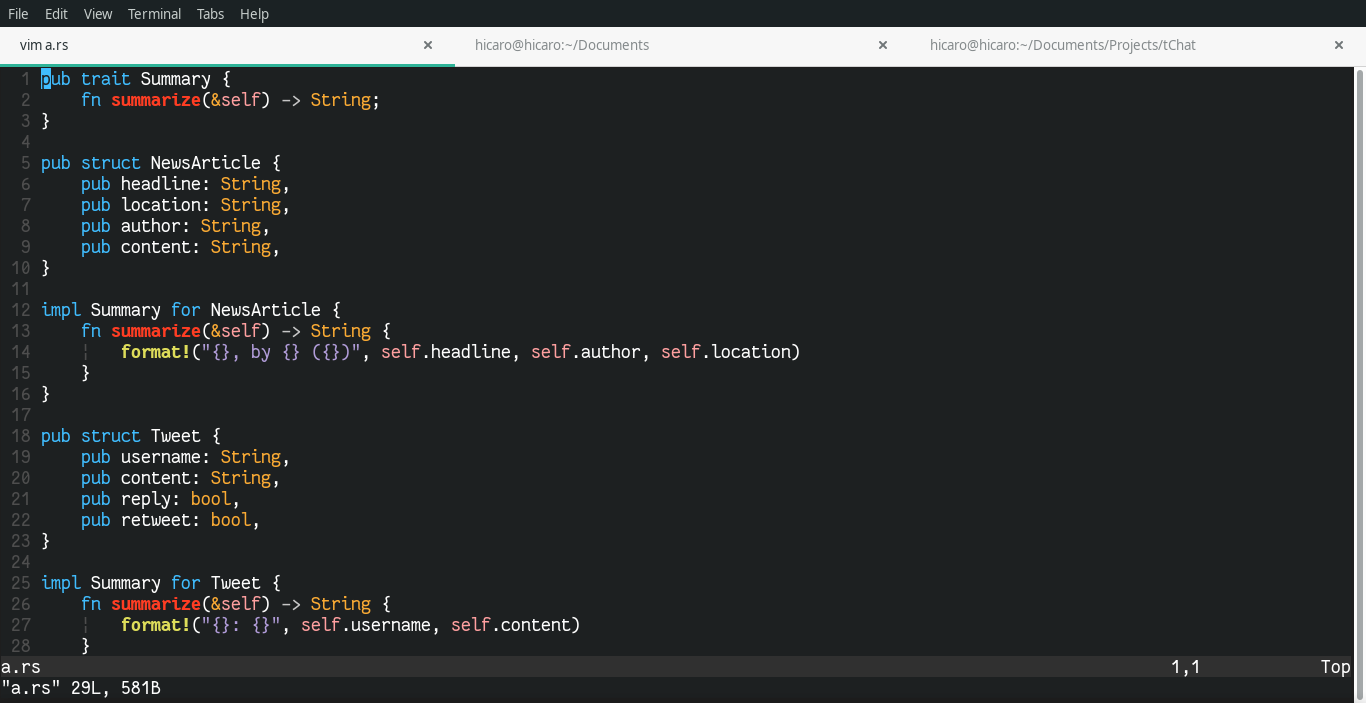 File Edit View Terminal Tabs Help
vim a.rs × hicaro@hicaro:~/Documents × hicaro@hicaro:~/Documents/Projects/tChat ×
1 pub trait Summary {
2     fn summarize(&self) -> String;
3 }
4
5 pub struct NewsArticle {
6     pub headline: String,
7     pub location: String,
8     pub author: String,
9     pub content: String,
10 }
11
12 impl Summary for NewsArticle {
13     fn summarize(&self) -> String {
14     ¦   format!("{}, by {} ({})", self.headline, self.author, self.location)
15     }
16 }
17
18 pub struct Tweet {
19     pub username: String,
20     pub content: String,
21     pub reply: bool,
22     pub retweet: bool,
23 }
24
25 impl Summary for Tweet {
26     fn summarize(&self) -> String {
27     ¦   format!("{}: {}", self.username, self.content)
28     }
a.rs 1,1 Top
"a.rs" 29L, 581B